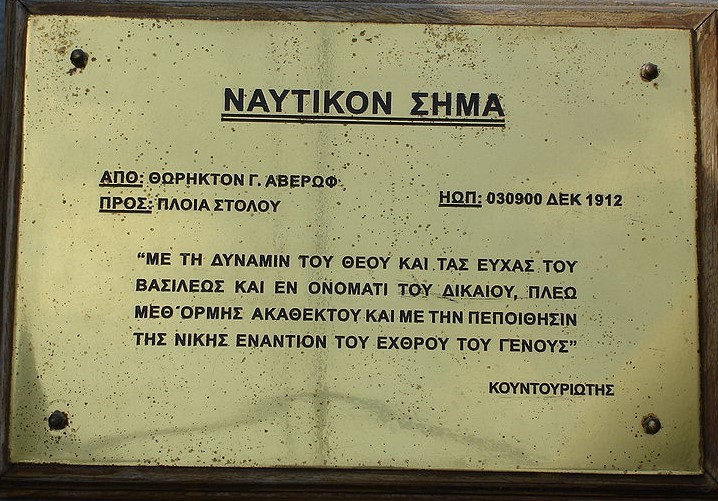 ΝΑΥΤΙΚΟΝ ΣΗΜΑ
ΑΠΟ: ΘΩΡΗΚΤΟΝ Γ. ΑΒΕΡΩΦ
ΠΡΟΣ: ΠΛΟΙΑ ΣΤΟΛΟΥ
ΗΩΠ: 030900 ΔΕΚ 1912
“ΜΕ ΤΗ ΔΥΝΑΜΙΝ ΤΟΥ ΘΕΟΥ ΚΑΙ ΤΑΣ ΕΥΧΑΣ ΤΟΥ
ΒΑΣΙΛΕΩΣ ΚΑΙ ΕΝ ΟΝΟΜΑΤΙ ΤΟΥ ΔΙΚΑΙΟΥ, ΠΛΕΩ
ΜΕΘ΄ΟΡΜΗΣ ΑΚΑΘΕΚΤΟΥ ΚΑΙ ΜΕ ΤΗΝ ΠΕΠΟΙΘΗΣΙΝ
ΤΗΣ ΝΙΚΗΣ ΕΝΑΝΤΙΟΝ ΤΟΥ ΕΧΘΡΟΥ ΤΟΥ ΓΕΝΟΥΣ”
ΚΟΥΝΤΟΥΡΙΩΤΗΣ